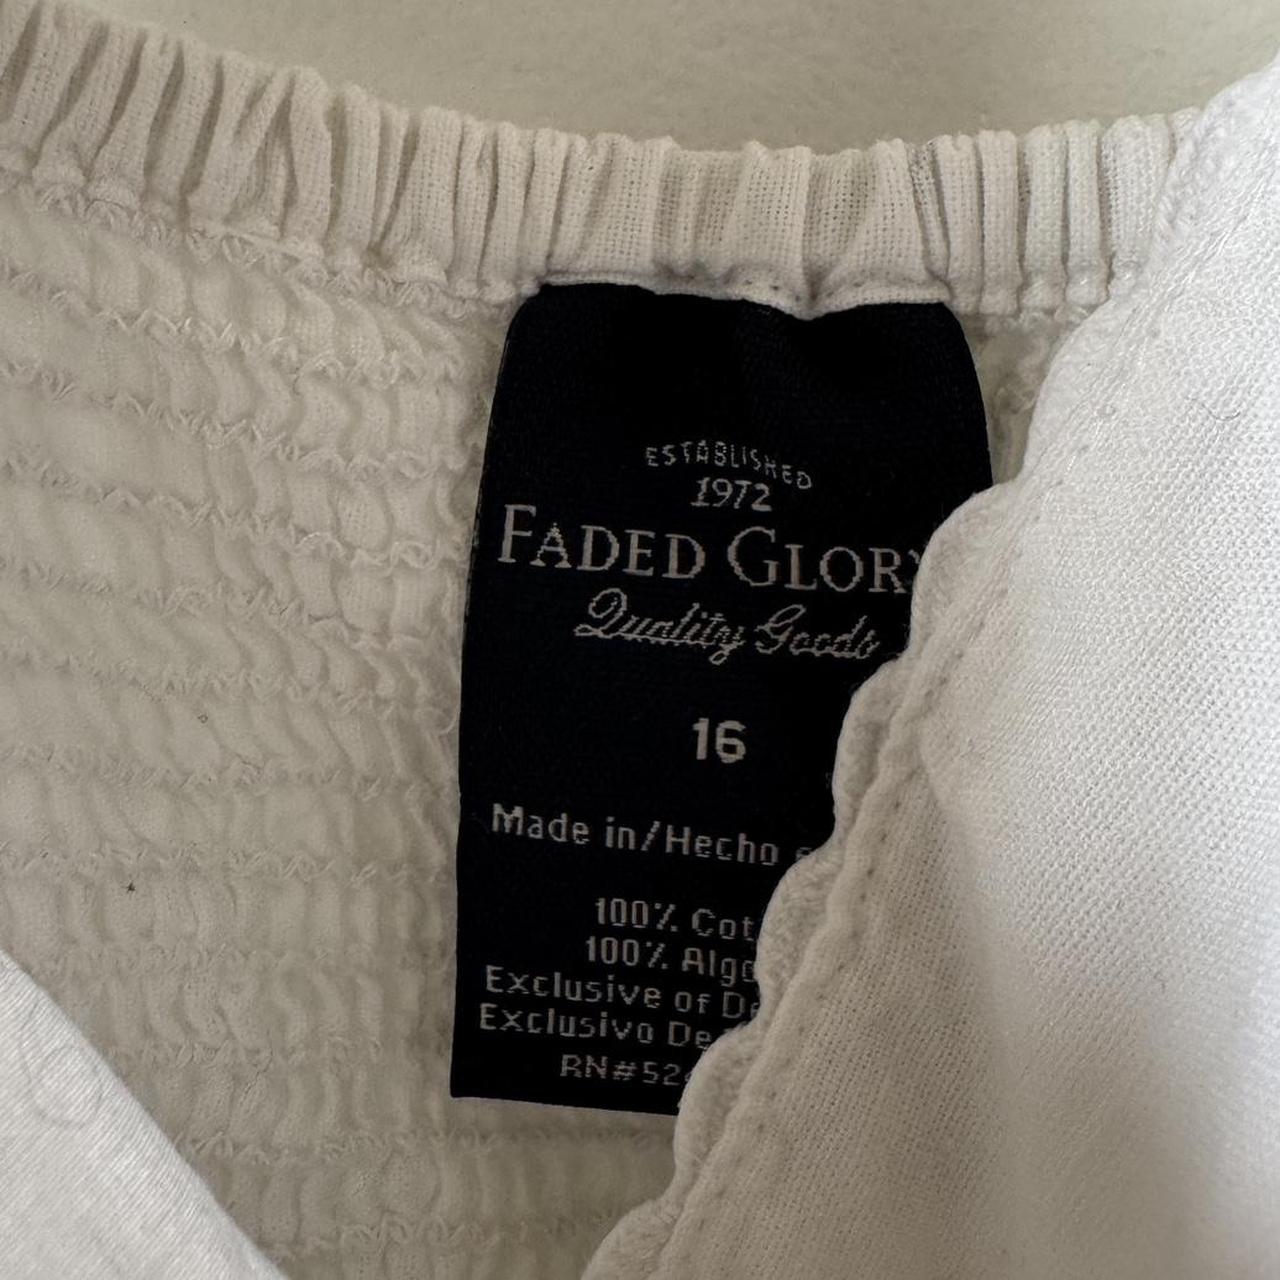 ESTABLISHED
1972
FADED GLORY
Quality Goods
16
Made in/Hecho
100% Cot
100% Algo
Exclusive of De
Exclusivo De
RN#52